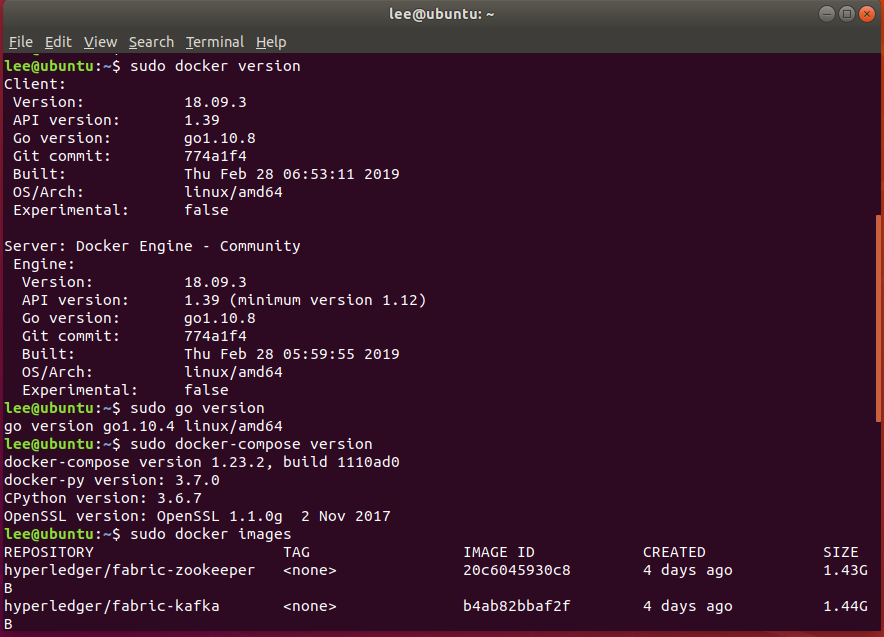 lee@ubuntu: ~
File Edit View Search Terminal Help
lee@ubuntu:~$ sudo docker version
Client:
 Version:           18.09.3
 API version:       1.39
 Go version:        go1.10.8
 Git commit:        774a1f4
 Built:             Thu Feb 28 06:53:11 2019
 OS/Arch:           linux/amd64
 Experimental:      false

Server: Docker Engine - Community
 Engine:
  Version:          18.09.3
  API version:      1.39 (minimum version 1.12)
  Go version:       go1.10.8
  Git commit:       774a1f4
  Built:            Thu Feb 28 05:59:55 2019
  OS/Arch:          linux/amd64
  Experimental:     false
lee@ubuntu:~$ sudo go version
go version go1.10.4 linux/amd64
lee@ubuntu:~$ sudo docker-compose version
docker-compose version 1.23.2, build 1110ad0
docker-py version: 3.7.0
CPython version: 3.6.7
OpenSSL version: OpenSSL 1.1.0g  2 Nov 2017
lee@ubuntu:~$ sudo docker images
REPOSITORY                     TAG                 IMAGE ID            CREATED             SIZE
hyperledger/fabric-zookeeper   <none>              20c6045930c8        4 days ago          1.43G
B
hyperledger/fabric-kafka       <none>              b4ab82bbaf2f        4 days ago          1.44G
B